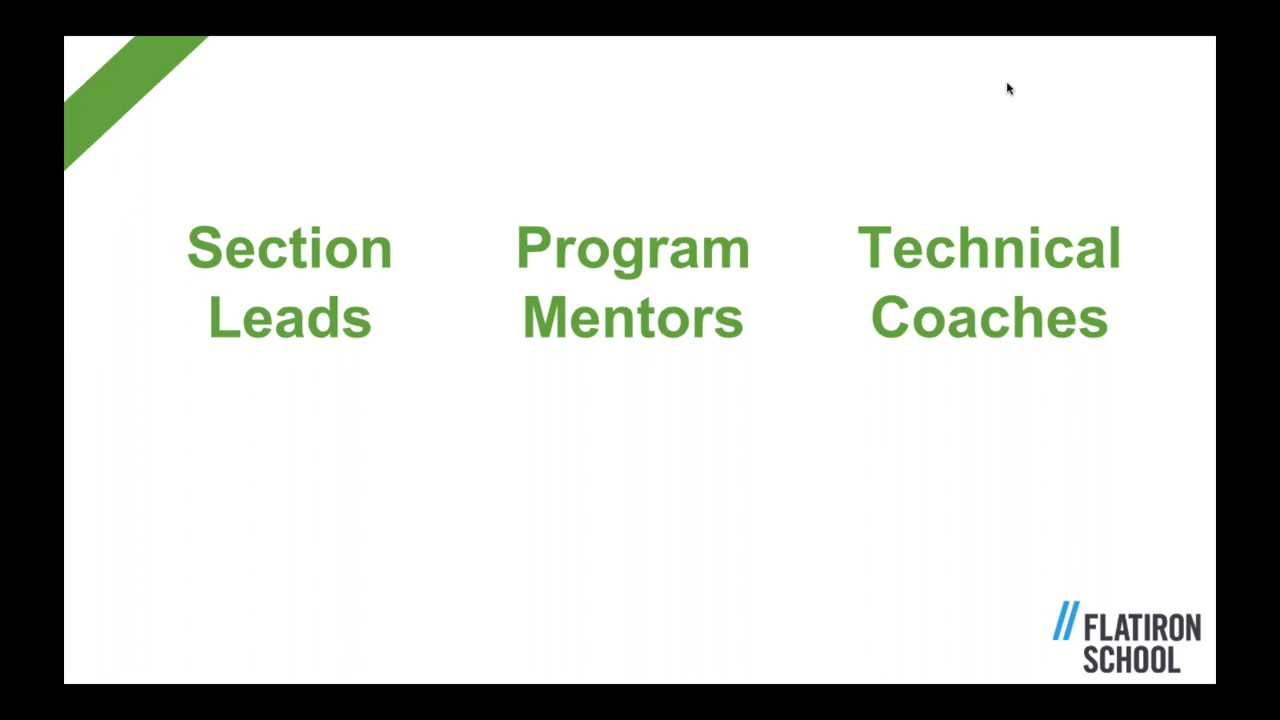 Section
Leads
Program
Mentors
Technical
Coaches
FLATIRON
SCHOOL